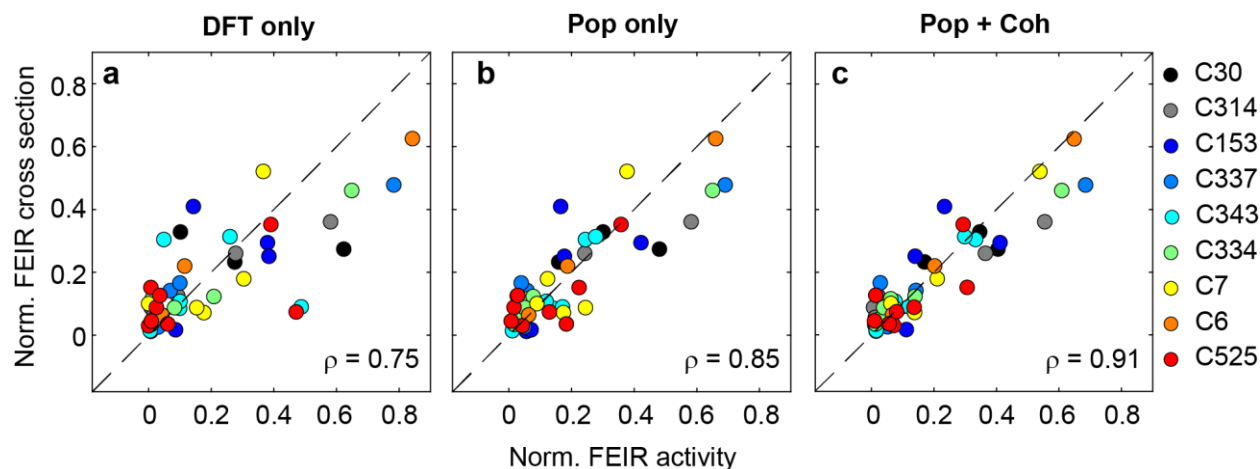 DFT only
Pop only
Pop + Coh
a
b
c
Norm. FEIR cross section
0.8
0.6
0.4
0.2
0
ρ = 0.75
ρ = 0.85
ρ = 0.91
0 0.2 0.4 0.6 0.8
0 0.2 0.4 0.6 0.8
0 0.2 0.4 0.6 0.8
Norm. FEIR activity
C30
C314
C153
C337
C343
C334
C7
C6
C525